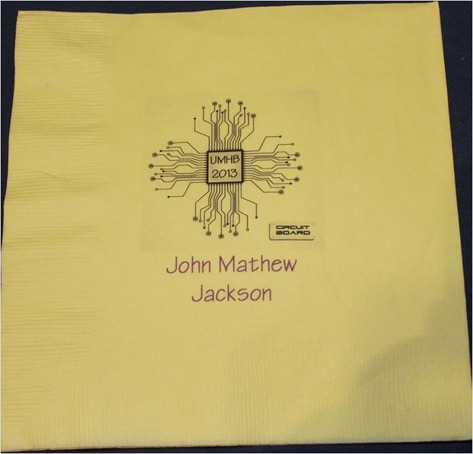 UMHB
2013
CIRCUIT
BOARD
John Mathew
Jackson